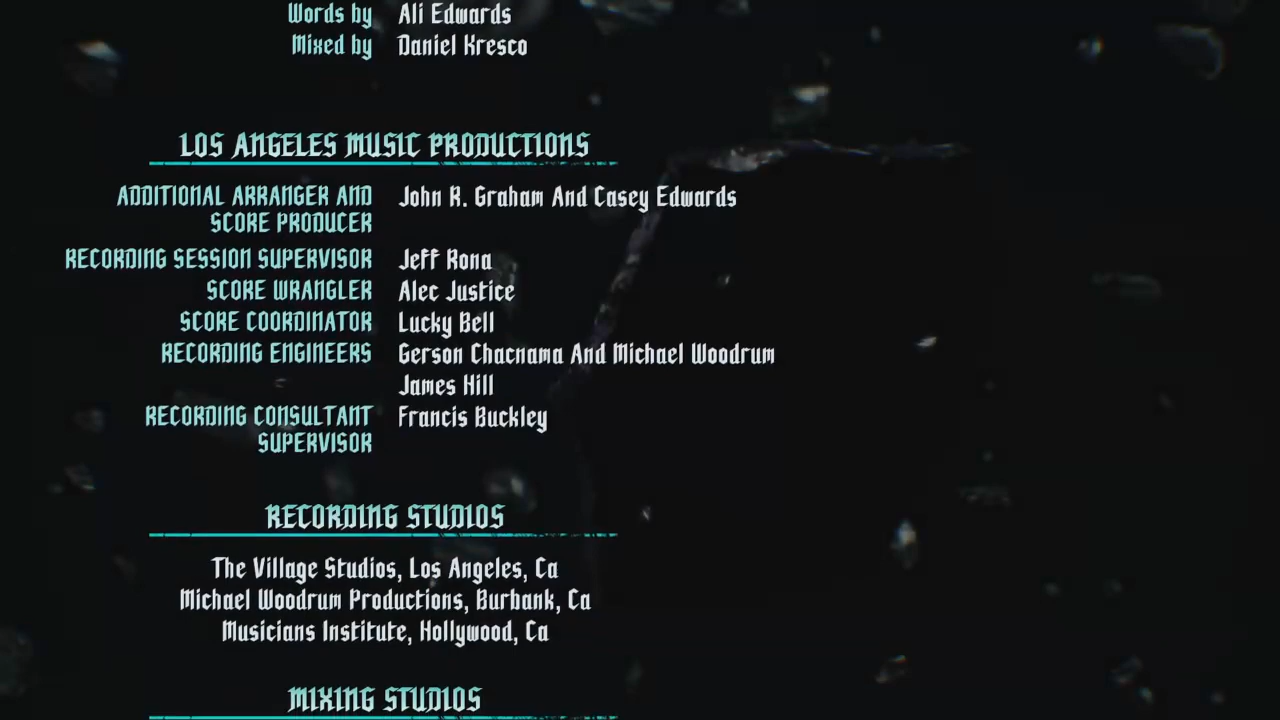 Words by Ali Edwards
Mixed by Daniel Kresco
LOS ANGELES MUSIC PRODUCTIONS
ADDITIONAL ARRANGER AND John R. Graham And Casey Edwards
SCORE PRODUCER
RECORDING SESSION SUPERVISOR Jeff Rona
SCORE WRANGLER Alec Justice
SCORE COORDINATOR Lucky Bell
RECORDING ENGINEERS Gerson Chacnama And Michael Woodrum
James Hill
RECORDING CONSULTANT Francis Buckley
SUPERVISOR
RECORDING STUDIOS
The Village Studios, Los Angeles, Ca
Michael Woodrum Productions, Burbank, Ca
Musicians Institute, Hollywood, Ca
MIXING STUDIOS